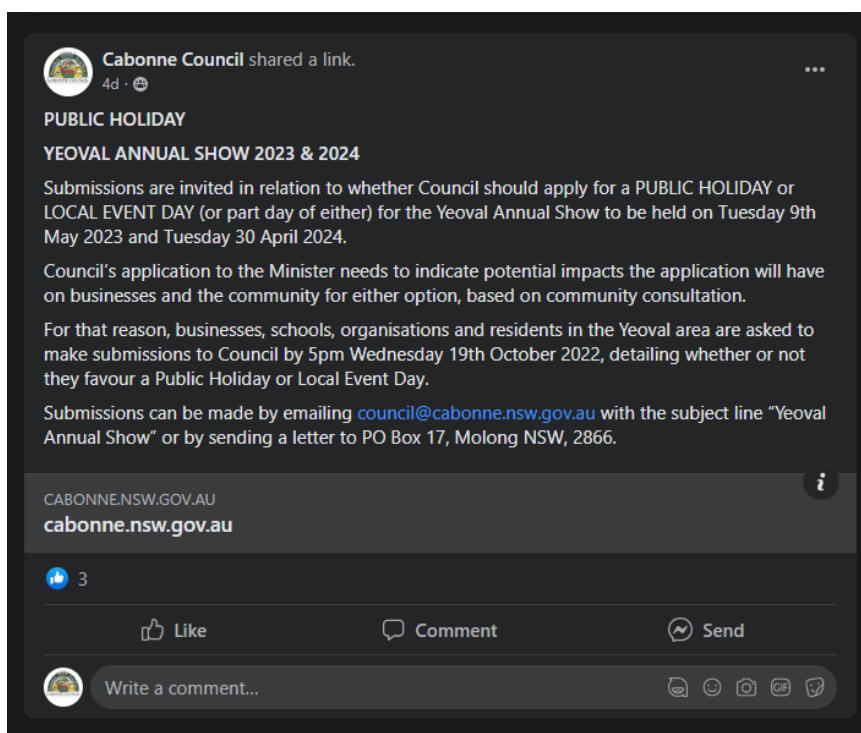 Cabonne Council shared a link.
4d ·
PUBLIC HOLIDAY
YEOVAL ANNUAL SHOW 2023 & 2024
Submissions are invited in relation to whether Council should apply for a PUBLIC HOLIDAY or
LOCAL EVENT DAY (or part day of either) for the Yeoval Annual Show to be held on Tuesday 9th
May 2023 and Tuesday 30 April 2024.
Council's application to the Minister needs to indicate potential impacts the application will have
on businesses and the community for either option, based on community consultation.
For that reason, businesses, schools, organisations and residents in the Yeoval area are asked to
make submissions to Council by 5pm Wednesday 19th October 2022, detailing whether or not
they favour a Public Holiday or Local Event Day.
Submissions can be made by emailing council@cabonne.nsw.gov.au with the subject line “Yeoval
Annual Show” or by sending a letter to PO Box 17, Molong NSW, 2866.
CABONNE.NSW.GOV.AU
cabonne.nsw.gov.au
3
Like Comment Send
Write a comment...
GIF